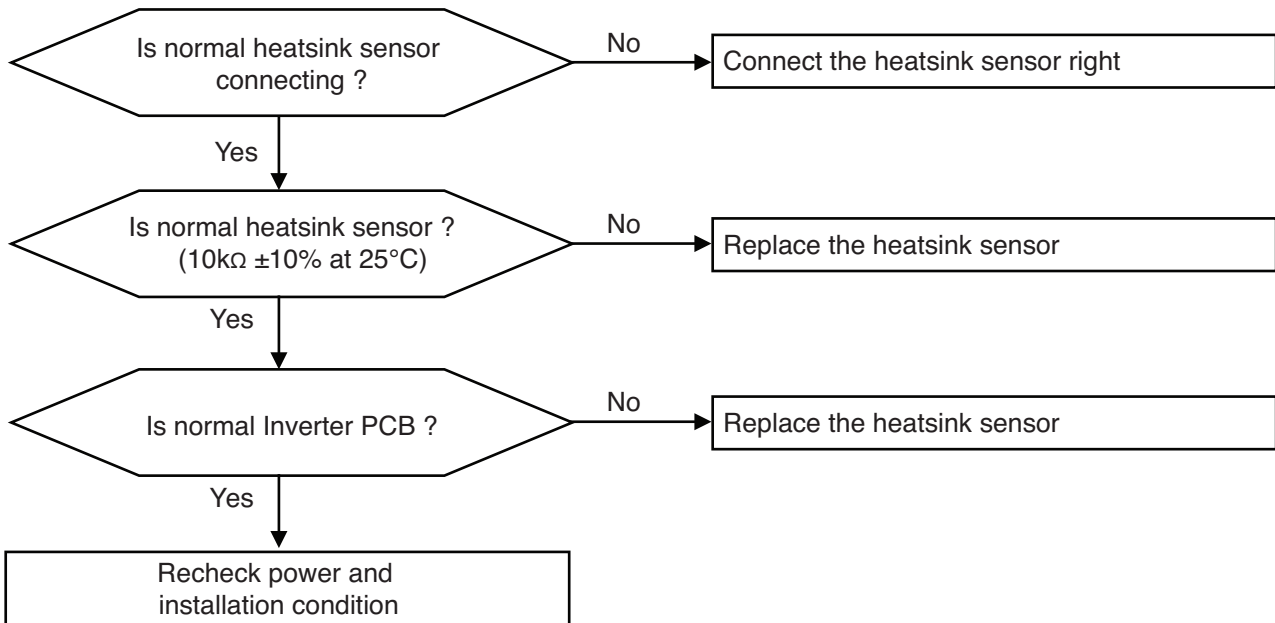 Is normal heatsink sensor
connecting ?
No
Connect the heatsink sensor right
Yes
Is normal heatsink sensor ?
(10kΩ ±10% at 25°C)
No
Replace the heatsink sensor
Yes
Is normal Inverter PCB ?
No
Replace the heatsink sensor
Yes
Recheck power and
installation condition